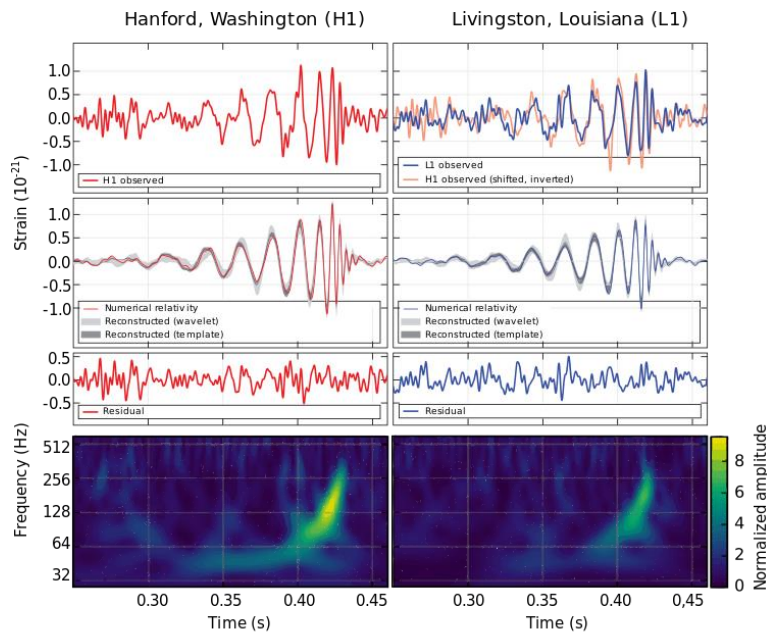 Hanford, Washington (H1)
Livingston, Louisiana (L1)
Strain (10⁻²¹)
1.0
0.5
0.0
-0.5
-1.0
H1 observed
L1 observed
H1 observed (shifted, inverted)
1.0
0.5
0.0
-0.5
-1.0
Numerical relativity
Reconstructed (wavelet)
Reconstructed (template)
Numerical relativity
Reconstructed (wavelet)
Reconstructed (template)
0.5
0.0
-0.5
Residual
Residual
Frequency (Hz)
512
256
128
64
32
0.30
0.35
0.40
0.45
Time (s)
0.30
0.35
0.40
0,45
Time (s)
8
6
4
2
0
Normalized amplitude